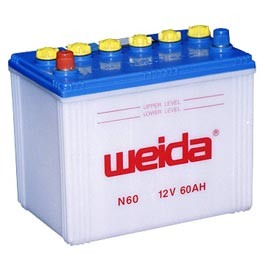 UPPER LEVEL
LOWER LEVEL
weida®
N60 12V 60AH